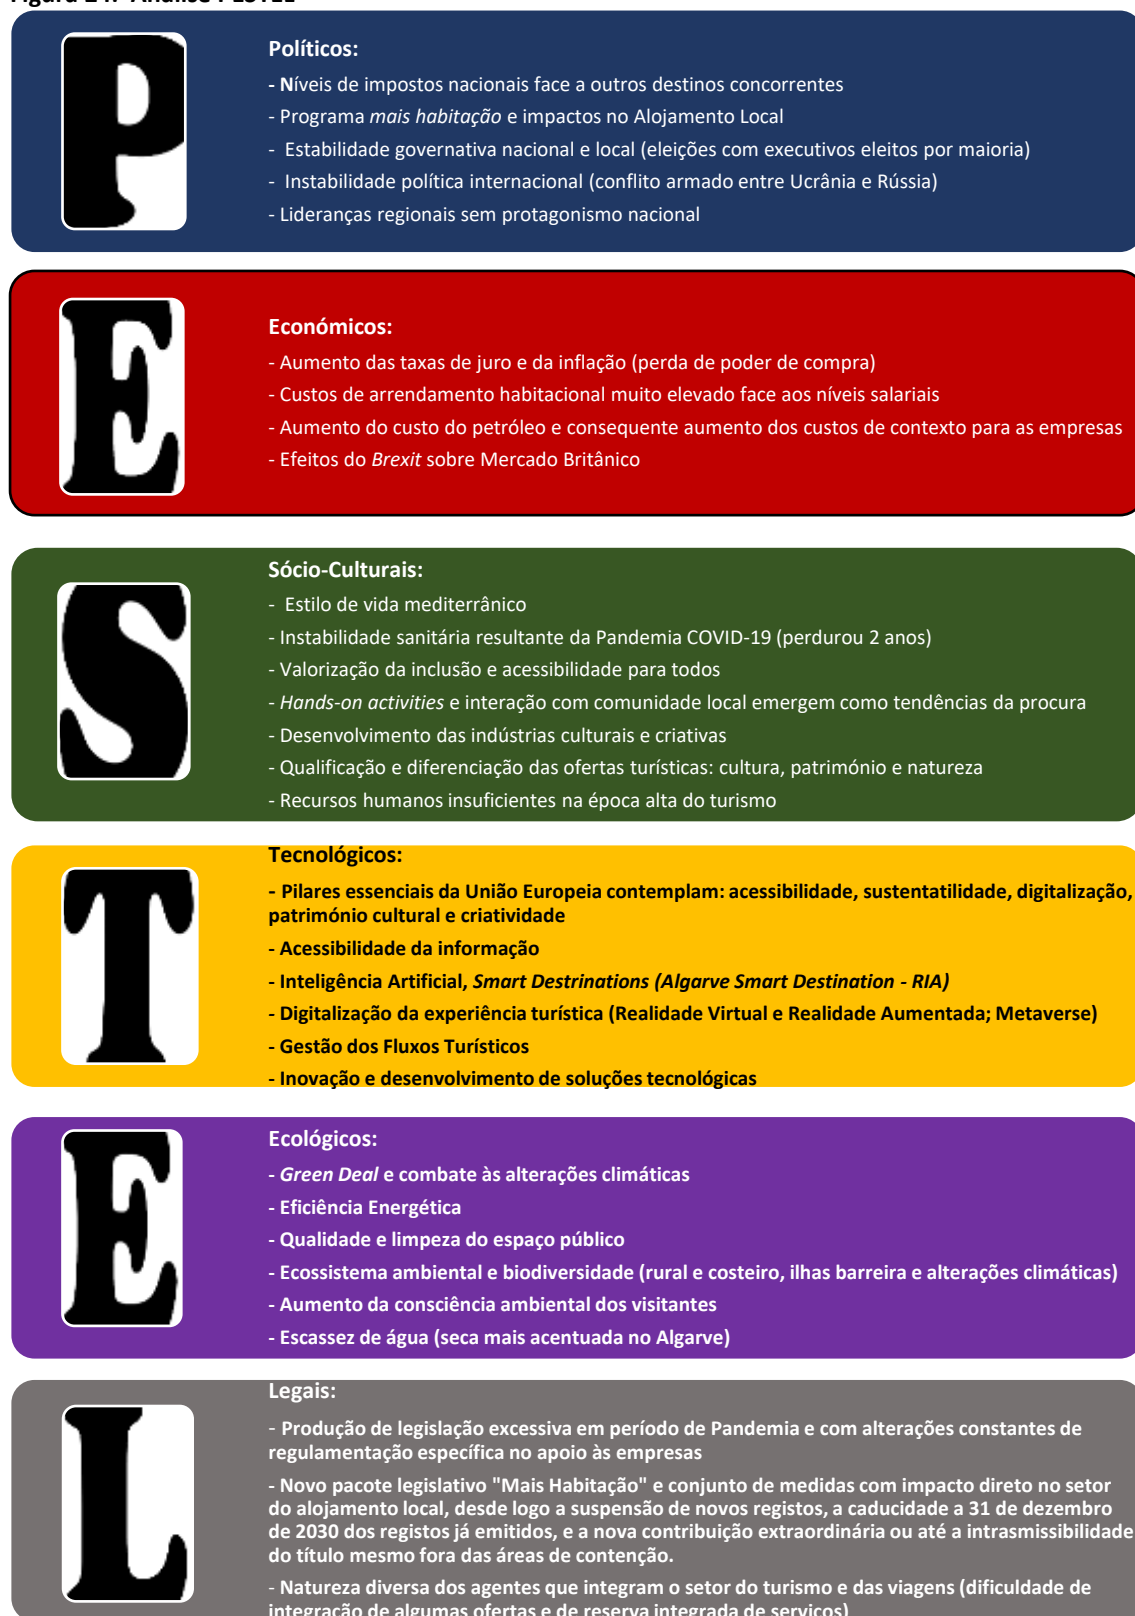 Figura 24. Análise PESTEL
P
Políticos:
- Níveis de impostos nacionais face a outros destinos concorrentes
- Programa mais habitação e impactos no Alojamento Local
- Estabilidade governativa nacional e local (eleições com executivos eleitos por maioria)
- Instabilidade política internacional (conflito armado entre Ucrânia e Rússia)
- Lideranças regionais sem protagonismo nacional
E
Económicos:
- Aumento das taxas de juro e da inflação (perda de poder de compra)
- Custos de arrendamento habitacional muito elevado face aos níveis salariais
- Aumento do custo do petróleo e consequente aumento dos custos de contexto para as empresas
- Efeitos do Brexit sobre Mercado Britânico
S
Sócio-Culturais:
- Estilo de vida mediterrânico
- Instabilidade sanitária resultante da Pandemia COVID-19 (perdurou 2 anos)
- Valorização da inclusão e acessibilidade para todos
- Hands-on activities e interação com comunidade local emergem como tendências da procura
- Desenvolvimento das indústrias culturais e criativas
- Qualificação e diferenciação das ofertas turísticas: cultura, património e natureza
- Recursos humanos insuficientes na época alta do turismo
T
Tecnológicos:
- Pilares essenciais da União Europeia contemplam: acessibilidade, sustentatilidade, digitalização,
património cultural e criatividade
- Acessibilidade da informação
- Inteligência Artificial, Smart Destrinations (Algarve Smart Destination - RIA)
- Digitalização da experiência turística (Realidade Virtual e Realidade Aumentada; Metaverse)
- Gestão dos Fluxos Turísticos
- Inovação e desenvolvimento de soluções tecnológicas
E
Ecológicos:
- Green Deal e combate às alterações climáticas
- Eficiência Energética
- Qualidade e limpeza do espaço público
- Ecossistema ambiental e biodiversidade (rural e costeiro, ilhas barreira e alterações climáticas)
- Aumento da consciência ambiental dos visitantes
- Escassez de água (seca mais acentuada no Algarve)
L
Legais:
- Produção de legislação excessiva em período de Pandemia e com alterações constantes de
regulamentação específica no apoio às empresas
- Novo pacote legislativo "Mais Habitação" e conjunto de medidas com impacto direto no setor
do alojamento local, desde logo a suspensão de novos registos, a caducidade a 31 de dezembro
de 2030 dos registos já emitidos, e a nova contribuição extraordinária ou até a intrasmissibilidade
do título mesmo fora das áreas de contenção.
- Natureza diversa dos agentes que integram o setor do turismo e das viagens (dificuldade de
integração de algumas ofertas e de reserva integrada de serviços)